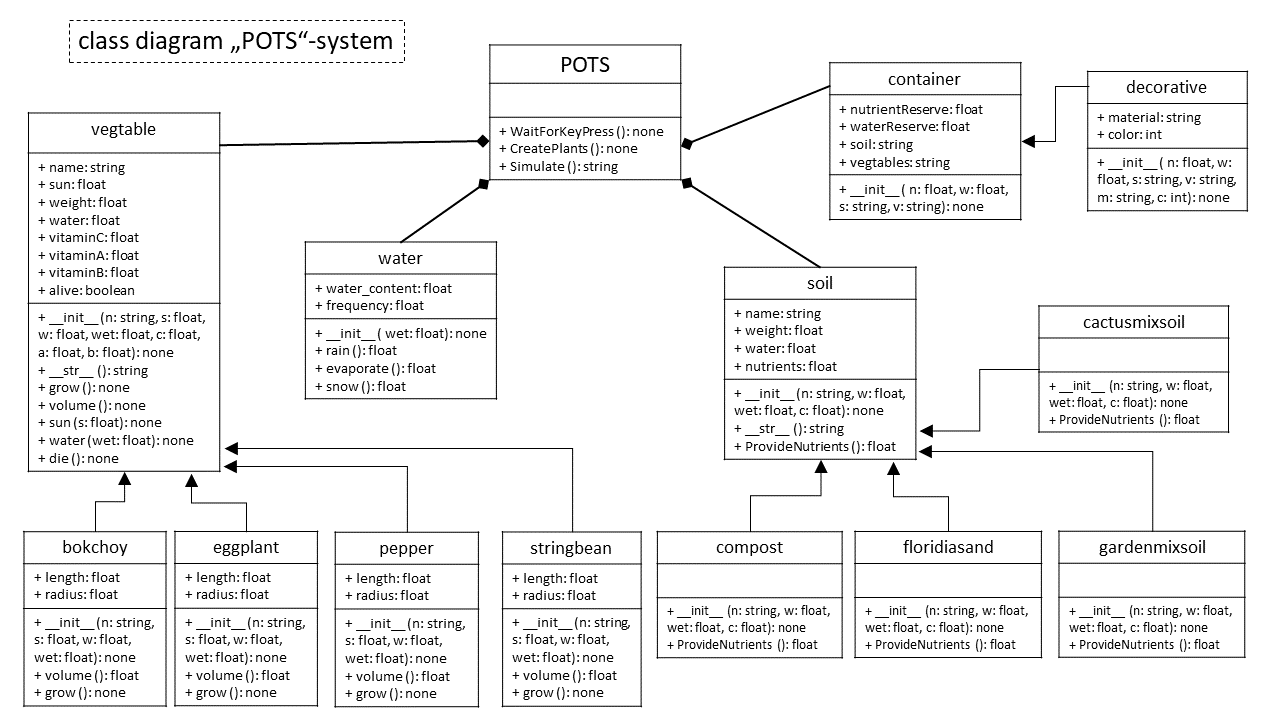 class diagram „POTS“-system
POTS
+ WaitForKeyPress (): none
+ CreatePlants (): none
+ Simulate (): string
container
+ nutrientReserve: float
+ waterReserve: float
+ soil: string
+ vegtables: string
+ __init__( n: float, w: float,
s: string, v: string): none
decorative
+ material: string
+ color: int
+ __init__( n: float, w:
float, s: string, v: string,
m: string, c: int): none
vegtable
+ name: string
+ sun: float
+ weight: float
+ water: float
+ vitaminC: float
+ vitaminA: float
+ vitaminB: float
+ alive: boolean
+ __init__(n: string, s: float,
w: float, wet: float, c: float,
a: float, b: float): none
+ __str__ (): string
+ grow (): none
+ volume (): none
+ sun (s: float): none
+ water (wet: float): none
+ die (): none
water
+ water_content: float
+ frequency: float
+ __init__( wet: float): none
+ rain (): float
+ evaporate (): float
+ snow (): float
soil
+ name: string
+ weight: float
+ water: float
+ nutrients: float
+ __init__(n: string, w: float,
wet: float, c: float): none
+ __str__ (): string
+ ProvideNutrients (): float
cactusmixsoil
+ __init__ (n: string, w: float,
wet: float, c: float): none
+ ProvideNutrients (): float
bokchoy
+ length: float
+ radius: float
+ __init__(n: string,
s: float, w: float,
wet: float): none
+ volume (): float
+ grow (): none
eggplant
+ length: float
+ radius: float
+ __init__(n: string,
s: float, w: float,
wet: float): none
+ volume (): float
+ grow (): none
pepper
+ length: float
+ radius: float
+ __init__(n: string,
s: float, w: float,
wet: float): none
+ volume (): float
+ grow (): none
stringbean
+ length: float
+ radius: float
+ __init__(n: string,
s: float, w: float,
wet: float): none
+ volume (): float
+ grow (): none
compost
+ __init__ (n: string, w: float,
wet: float, c: float): none
+ ProvideNutrients (): float
floridiasand
+ __init__ (n: string, w: float,
wet: float, c: float): none
+ ProvideNutrients (): float
gardenmixsoil
+ __init__ (n: string, w: float,
wet: float, c: float): none
+ ProvideNutrients (): float